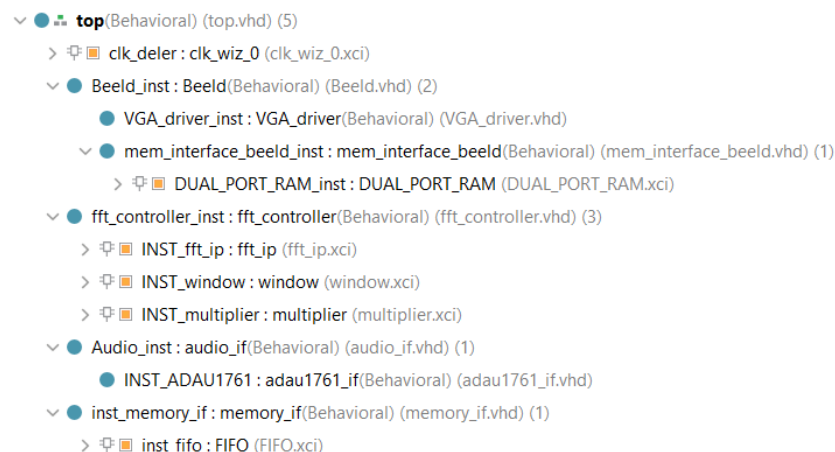 top(Behavioral) (top.vhd) (5)
clk_deler : clk_wiz_0 (clk_wiz_0.xci)
Beeld_inst : Beeld(Behavioral) (Beeld.vhd) (2)
VGA_driver_inst : VGA_driver(Behavioral) (VGA_driver.vhd)
mem_interface_beeld_inst : mem_interface_beeld(Behavioral) (mem_interface_beeld.vhd) (1)
DUAL_PORT_RAM_inst : DUAL_PORT_RAM (DUAL_PORT_RAM.xci)
fft_controller_inst : fft_controller(Behavioral) (fft_controller.vhd) (3)
INST_fft_ip : fft_ip (fft_ip.xci)
INST_window : window (window.xci)
INST_multiplier : multiplier (multiplier.xci)
Audio_inst : audio_if(Behavioral) (audio_if.vhd) (1)
INST_ADAU1761 : adau1761_if(Behavioral) (adau1761_if.vhd)
inst_memory_if : memory_if(Behavioral) (memory_if.vhd) (1)
inst_fifo : FIFO (FIFO.xci)